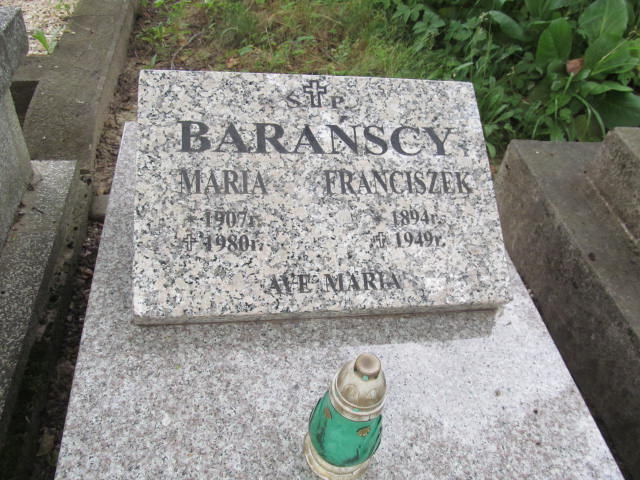 Ś P
BARAŃSCY
MARIA FRANCISZEK
* 1907r. * 1894r.
✝ 1980r. ✝ 1949r.
AVE MARIA